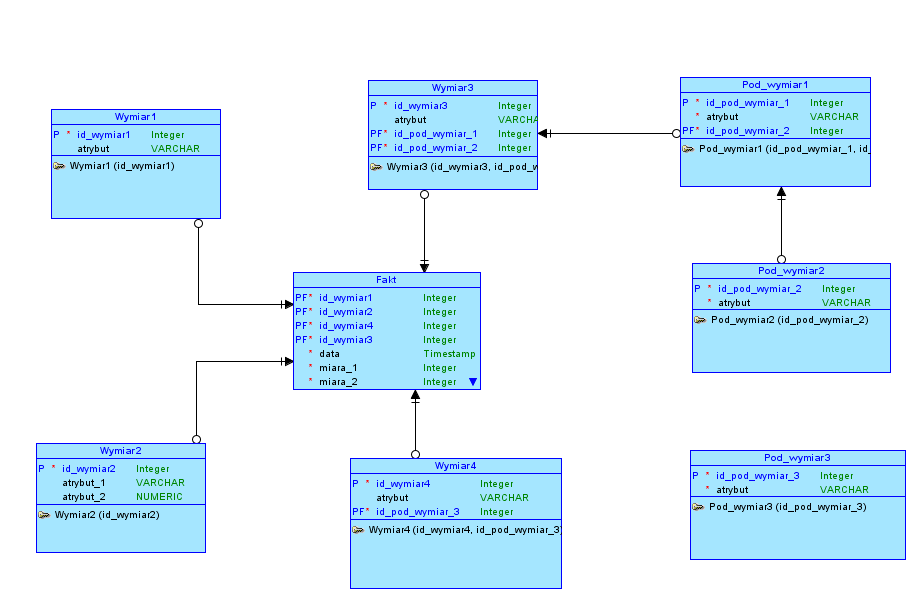 Wymiar1
P * id_wymiar1 Integer
atrybut VARCHAR
Wymiar1 (id_wymiar1)
Wymiar3
P * id_wymiar3 Integer
atrybut VARCHA
PF* id_pod_wymiar_1 Integer
PF* id_pod_wymiar_2 Integer
Wymiar3 (id_wymiar3, id_pod_w
Pod_wymiar1
P * id_pod_wymiar_1 Integer
* atrybut VARCHAR
PF* id_pod_wymiar_2 Integer
Pod_wymiar1 (id_pod_wymiar_1, id_
Fakt
PF* id_wymiar1 Integer
PF* id_wymiar2 Integer
PF* id_wymiar4 Integer
PF* id_wymiar3 Integer
* data Timestamp
* miara_1 Integer
* miara_2 Integer
Pod_wymiar2
P * id_pod_wymiar_2 Integer
* atrybut VARCHAR
Pod_wymiar2 (id_pod_wymiar_2)
Wymiar2
P * id_wymiar2 Integer
atrybut_1 VARCHAR
atrybut_2 NUMERIC
Wymiar2 (id_wymiar2)
Wymiar4
P * id_wymiar4 Integer
atrybut VARCHAR
PF* id_pod_wymiar_3 Integer
Wymiar4 (id_wymiar4, id_pod_wymiar_3)
Pod_wymiar3
P * id_pod_wymiar_3 Integer
* atrybut VARCHAR
Pod_wymiar3 (id_pod_wymiar_3)